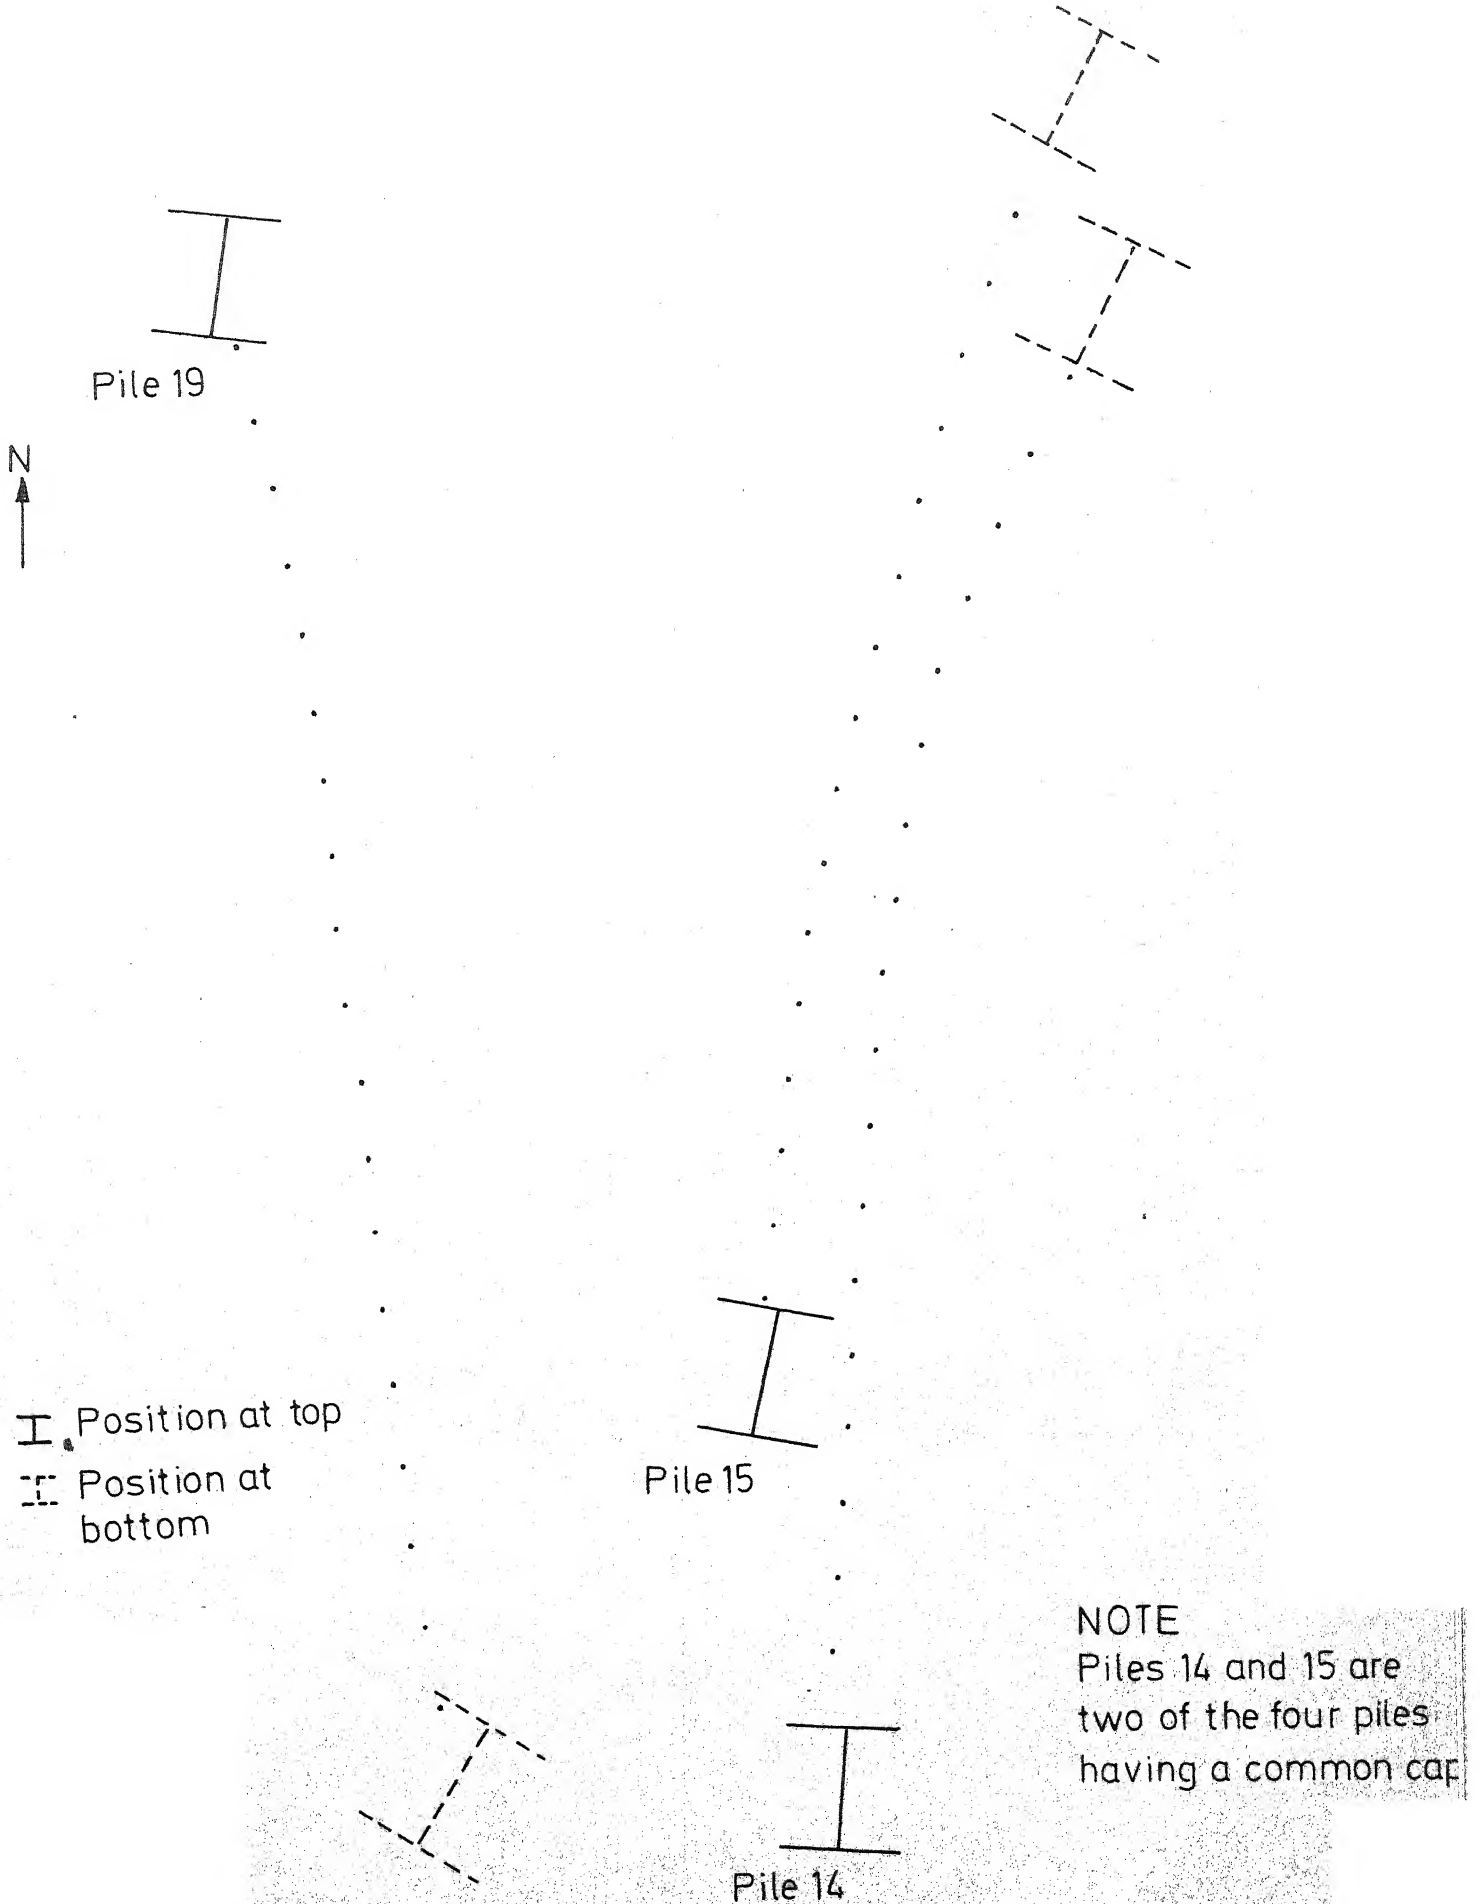 Pile 19
N
Position at top
Position at
bottom
Pile 15
NOTE
Piles 14 and 15 are
two of the four piles
having a common cap
Pile 14